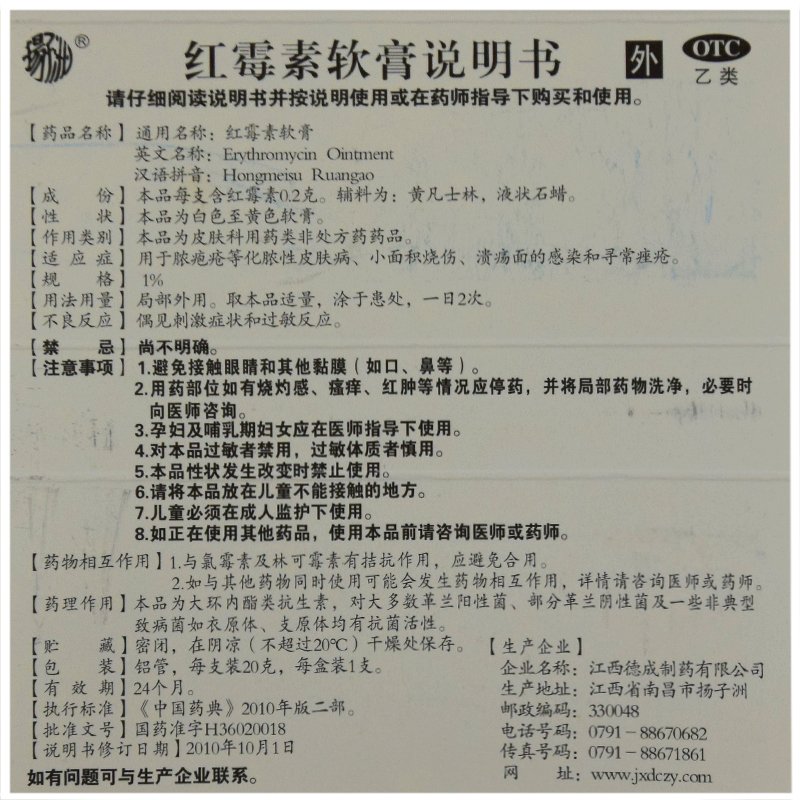 扬子洲®
红霉素软膏说明书
外
OTC
乙类
请仔细阅读说明书并按说明使用或在药师指导下购买和使用。
【药品名称】通用名称：红霉素软膏
英文名称：Erythromycin Ointment
汉语拼音：Hongmeisu Ruangao
【成 份】本品每支含红霉素0.2克。辅料为：黄凡士林，液状石蜡。
【性 状】本品为白色至黄色软膏。
【作用类别】本品为皮肤科用药类非处方药药品。
【适 应 症】用于脓疱疮等化脓性皮肤病、小面积烧伤、溃疡面的感染和寻常痤疮。
【规 格】1%
【用法用量】局部外用。取本品适量，涂于患处，一日2次。
【不良反应】偶见刺激症状和过敏反应。
【禁 忌】尚不明确。
【注意事项】1.避免接触眼睛和其他黏膜（如口、鼻等）。
2.用药部位如有烧灼感、瘙痒、红肿等情况应停药，并将局部药物洗净，必要时
向医师咨询。
3.孕妇及哺乳期妇女应在医师指导下使用。
4.对本品过敏者禁用，过敏体质者慎用。
5.本品性状发生改变时禁止使用。
6.请将本品放在儿童不能接触的地方。
7.儿童必须在成人监护下使用。
8.如正在使用其他药品，使用本品前请咨询医师或药师。
【药物相互作用】1.与氯霉素及林可霉素有拮抗作用，应避免合用。
2.如与其他药物同时使用可能会发生药物相互作用，详情请咨询医师或药师。
【药理作用】本品为大环内酯类抗生素，对大多数革兰阳性菌、部分革兰阴性菌及一些非典型
致病菌如衣原体、支原体均有抗菌活性。
【贮 藏】密闭，在阴凉（不超过20℃）干燥处保存。
【包 装】铝管，每支装20克，每盒装1支。
【有 效 期】24个月。
【执行标准】《中国药典》2010年版二部。
【批准文号】国药准字H36020018
【说明书修订日期】2010年10月1日
如有问题可与生产企业联系。
【生产企业】
企业名称：江西德成制药有限公司
生产地址：江西省南昌市扬子洲
邮政编码：330048
电话号码：0791－88670682
传真号码：0791－88671861
网 址：www.jxdczy.com